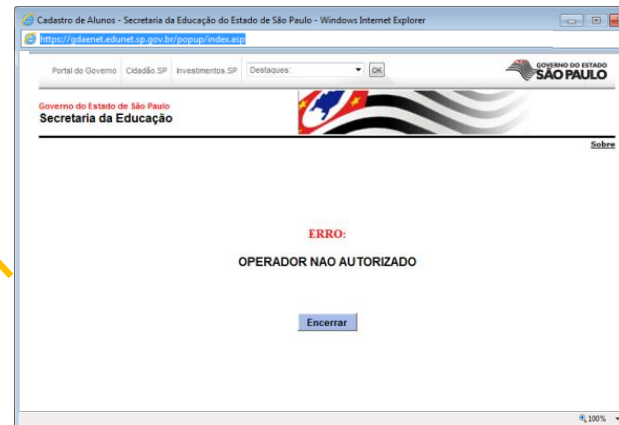 Cadastro de Alunos - Secretaria da Educação do Estado de São Paulo - Windows Internet Explorer
https://gdaenet.edunet.sp.gov.br/popup/index.asp
Portal do Governo Cidadão.SP Investimentos.SP Destaques: OK
GOVERNO DO ESTADO
SÃO PAULO
Governo do Estado de São Paulo
Secretaria da Educação
Sobre
ERRO:
OPERADOR NAO AUTORIZADO
Encerrar
100%